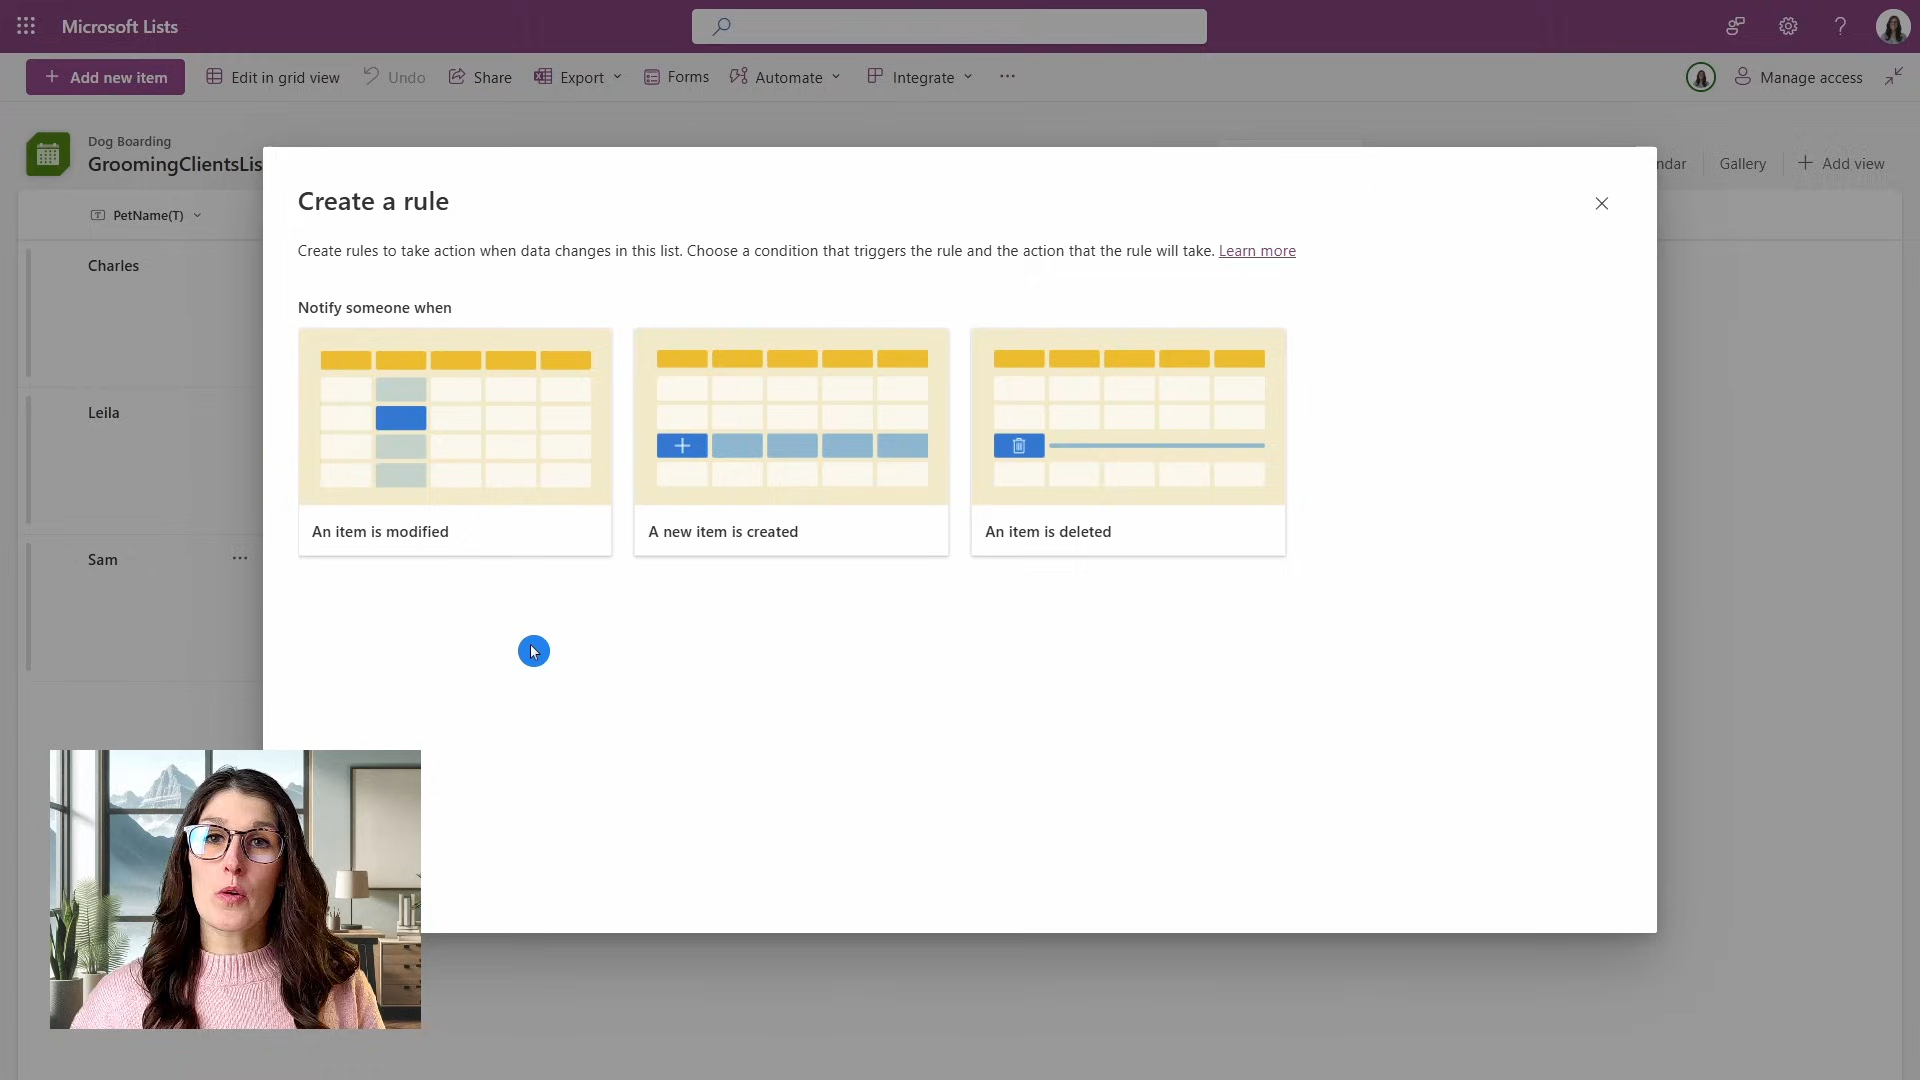 Microsoft Lists
Add new item
Edit in grid view
Undo
Share
Export
Forms
Automate
Integrate
Manage access
Dog Boarding
GroomingClientsLis
ndar
Gallery
Add view
PetName(T)
Charles
Leila
Sam
Create a rule
Create rules to take action when data changes in this list. Choose a condition that triggers the rule and the action that the rule will take. Learn more
Notify someone when
An item is modified
A new item is created
An item is deleted